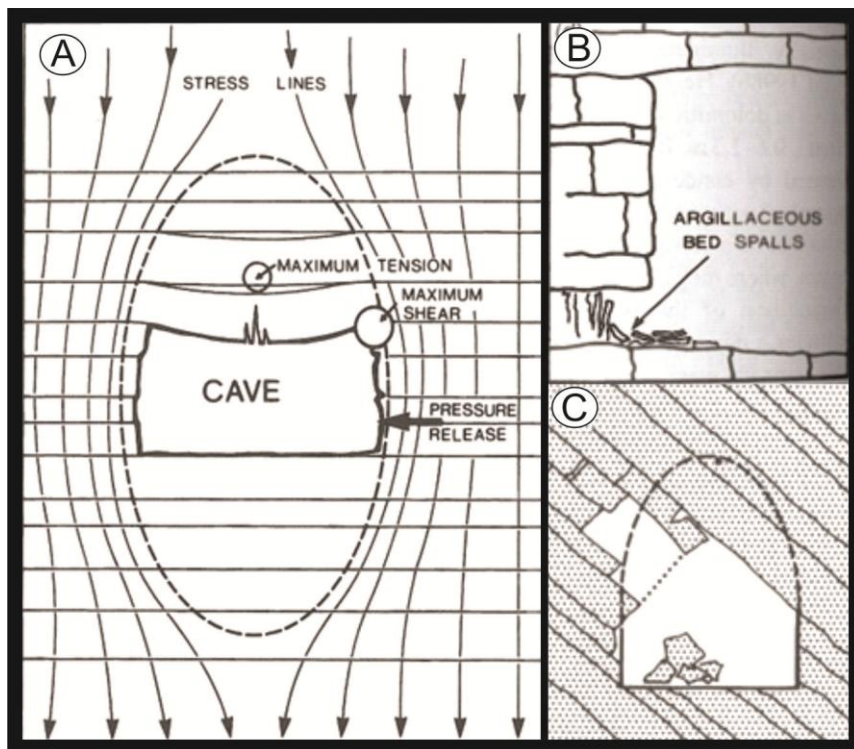 A
STRESS LINES
MAXIMUM TENSION
MAXIMUM
SHEAR
CAVE
PRESSURE
RELEASE
B
ARGILLACEOUS
BED SPALLS
C